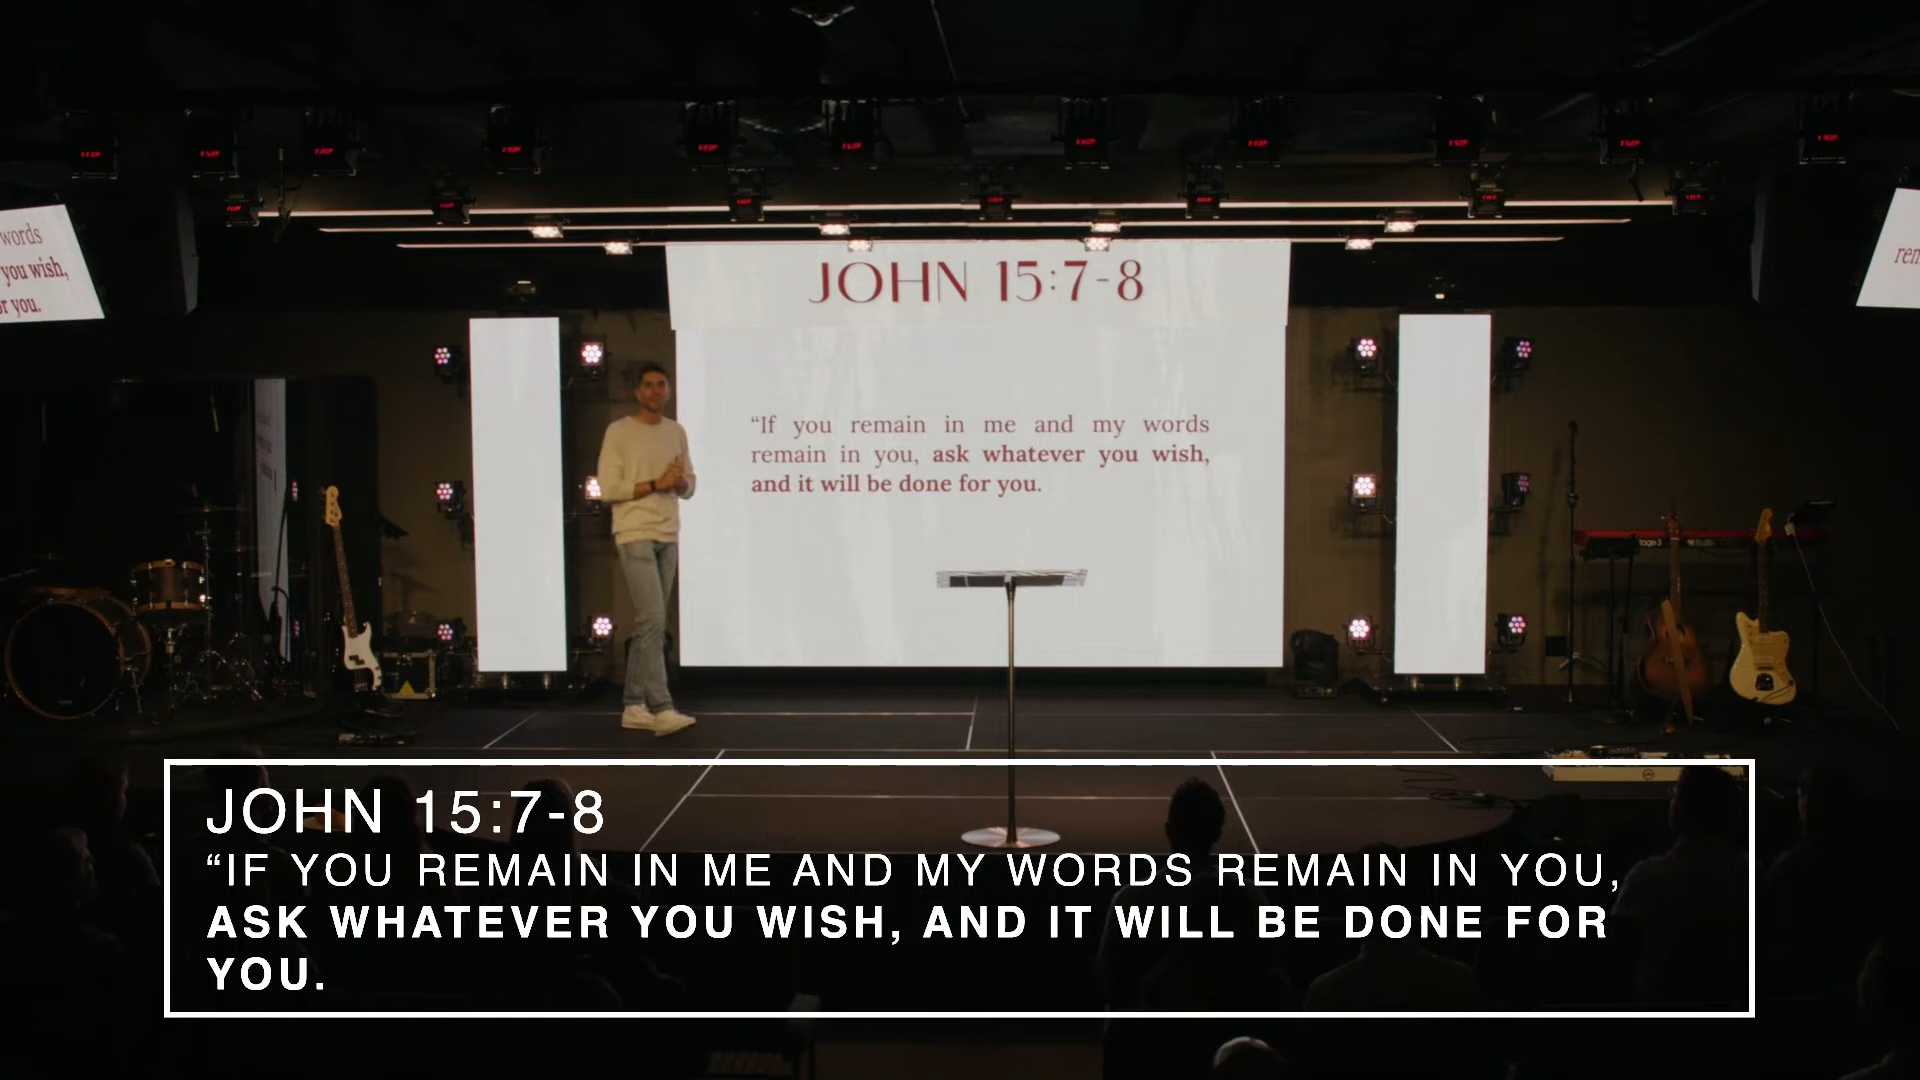 words
you wish,
or you.
JOHN 15:7-8
“If you remain in me and my words
remain in you, ask whatever you wish,
and it will be done for you.
JOHN 15:7-8
“IF YOU REMAIN IN ME AND MY WORDS REMAIN IN YOU,
ASK WHATEVER YOU WISH, AND IT WILL BE DONE FOR
YOU.